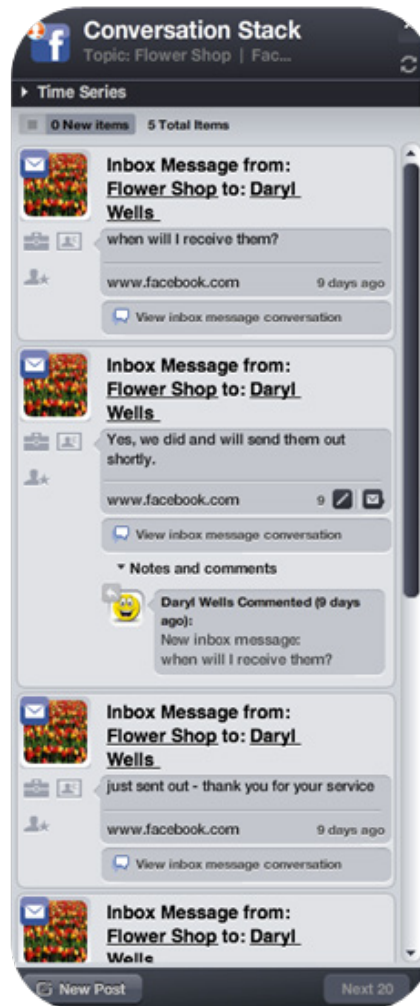 Conversation Stack
Topic: Flower Shop | Fac...
Time Series
0 New items 5 Total Items
Inbox Message from:
Flower Shop to: Daryl
Wells
when will I receive them?
www.facebook.com 9 days ago
View inbox message conversation
Inbox Message from:
Flower Shop to: Daryl
Wells
Yes, we did and will send them out
shortly.
www.facebook.com 9
View inbox message conversation
Notes and comments
Daryl Wells Commented (9 days
ago):
New inbox message:
when will I receive them?
Inbox Message from:
Flower Shop to: Daryl
Wells
just sent out - thank you for your service
www.facebook.com 9 days ago
View inbox message conversation
Inbox Message from:
Flower Shop to: Daryl
Wells
New Post Next 20